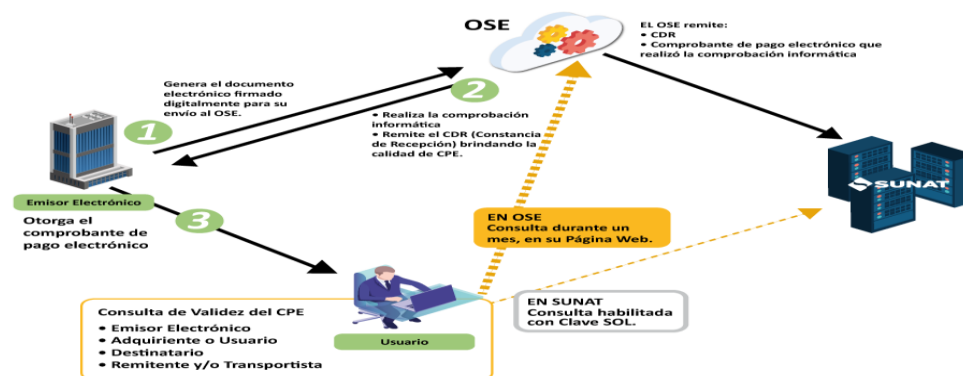 OSE
EL OSE remite:
• CDR
• Comprobante de pago electrónico que
realizó la comprobación informática
Genera el documento
electrónico firmado
digitalmente para su
envío al OSE.
1
2
• Realiza la comprobación
informática
• Remite el CDR (Constancia
de Recepción) brindando la
calidad de CPE.
SUNAT
Emisor Electrónico
3
Otorga el
comprobante de
pago electrónico
EN OSE
Consulta durante un
mes, en su Página Web.
EN SUNAT
Consulta habilitada
con Clave SOL.
Consulta de Validez del CPE
• Emisor Electrónico
• Adquiriente o Usuario
• Destinatario
• Remitente y/o Transportista
Usuario